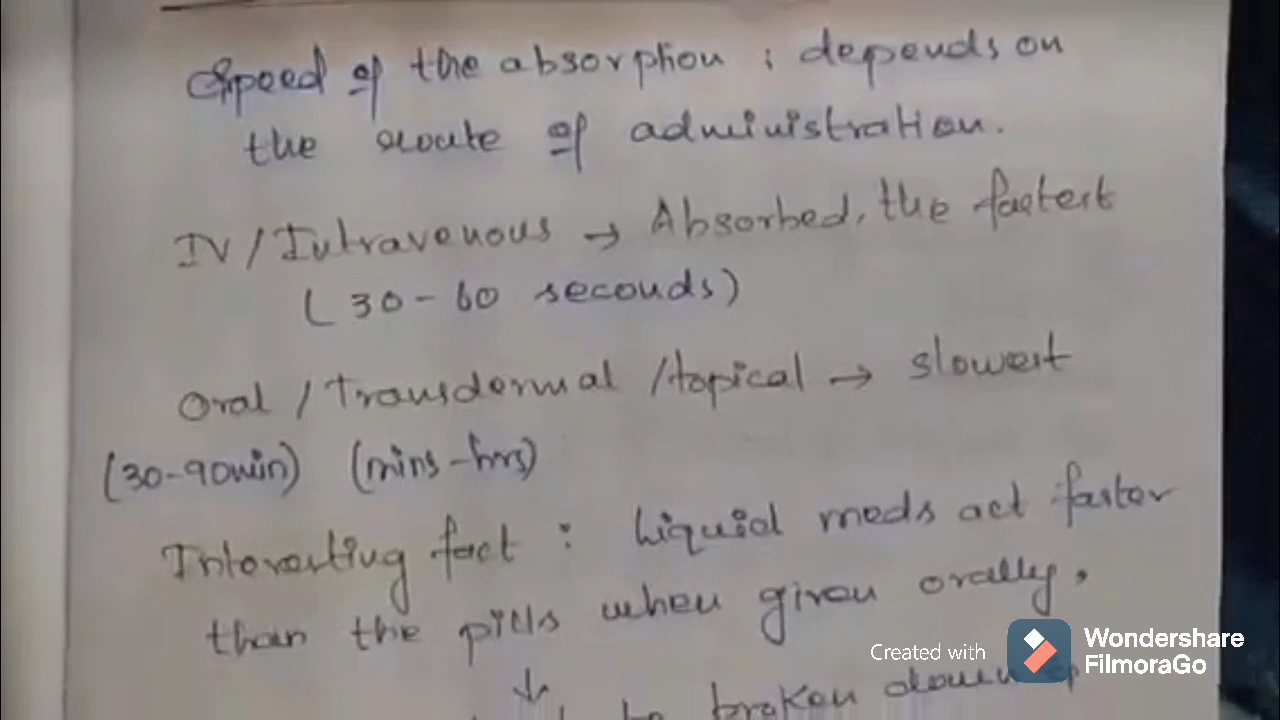 Speed of the absorption : depends on
the route of administration.
IV / Intravenous → Absorbed, the fastest
(30-60 seconds)
Oral / Transdermal / topical → slowest
(30-90min) (mins-hrs)
Interesting fact : Liquid meds act faster
than the pills when given orally,
↓
to broken down
Created with Wondershare FilmoraGo